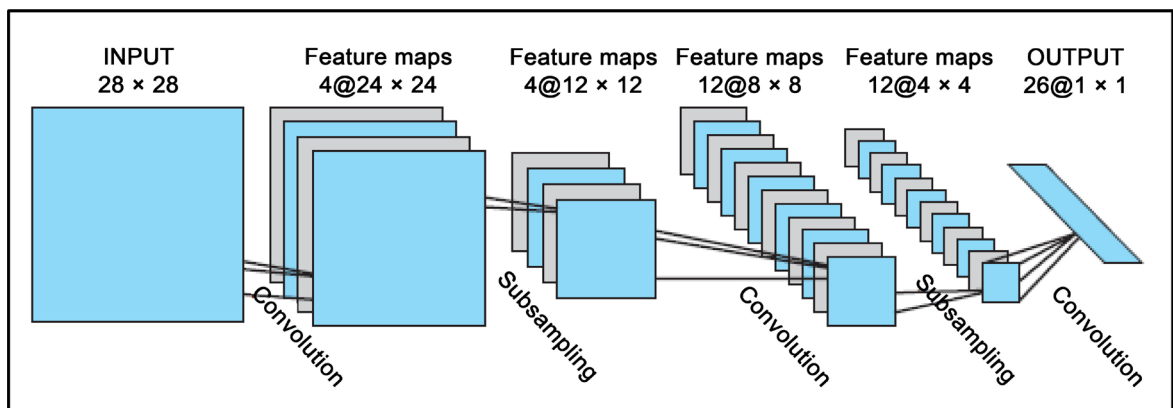 INPUT
28 × 28
Feature maps
4@24 × 24
Feature maps
4@12 × 12
Feature maps
12@8 × 8
Feature maps
12@4 × 4
OUTPUT
26@1 × 1
Convolution
Subsampling
Convolution
Subsampling
Convolution